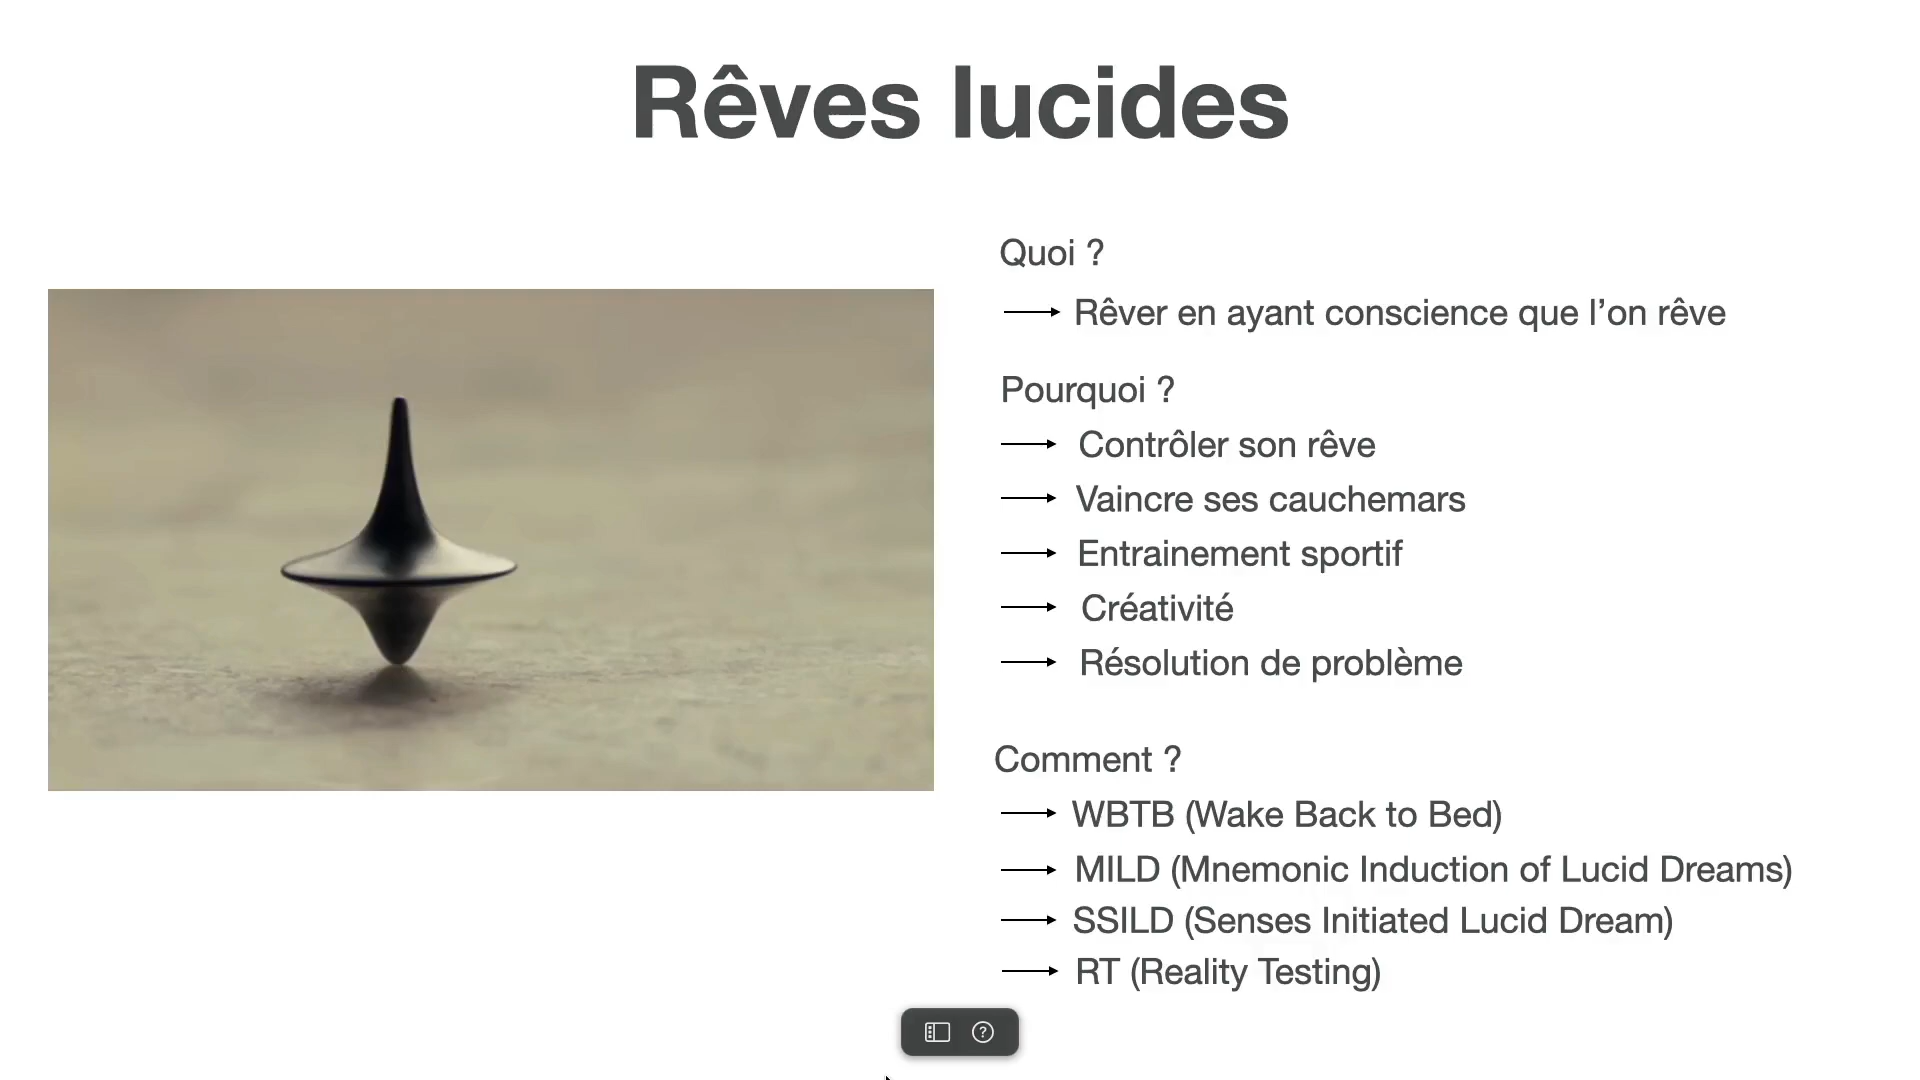 Rêves lucides
Quoi ?
Rêver en ayant conscience que l’on rêve
Pourquoi ?
Contrôler son rêve
Vaincre ses cauchemars
Entrainement sportif
Créativité
Résolution de problème
Comment ?
WBTB (Wake Back to Bed)
MILD (Mnemonic Induction of Lucid Dreams)
SSILD (Senses Initiated Lucid Dream)
RT (Reality Testing)